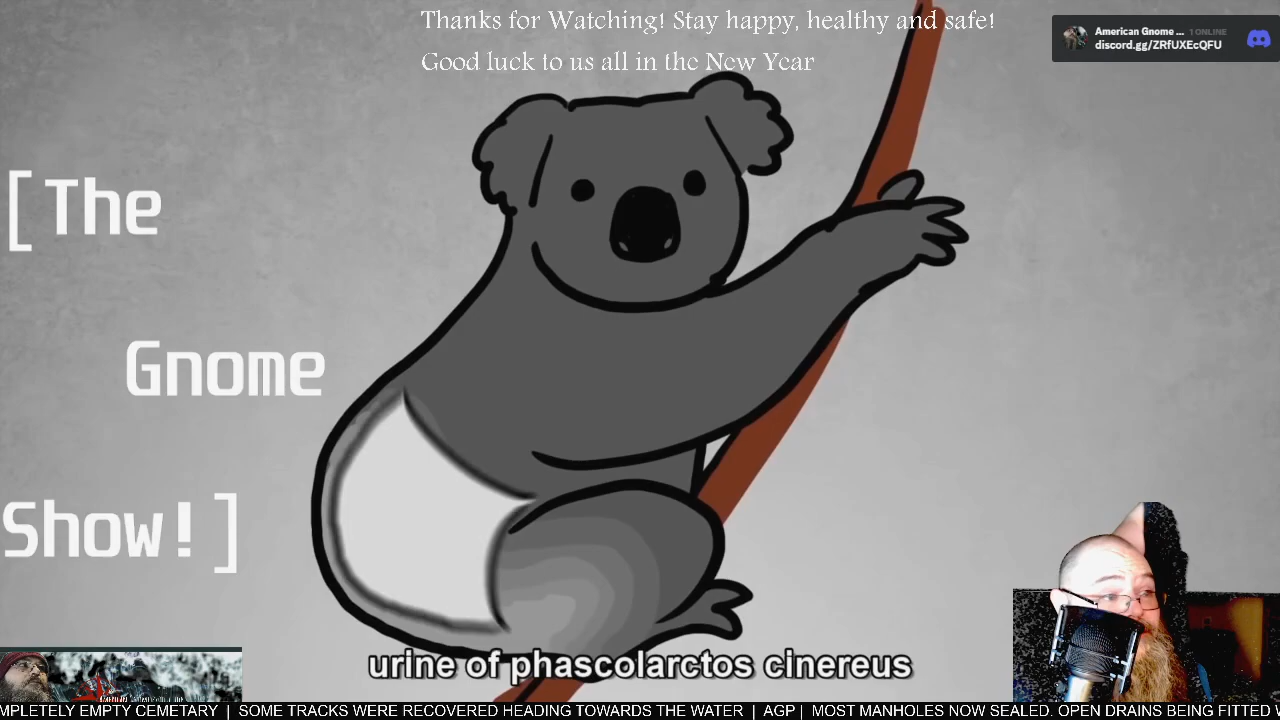 Thanks for Watching! Stay happy, healthy and safe!
Good luck to us all in the New Year
American Gnome ... 1 ONLINE
discord.gg/ZRfUXEcQFU
[The
Gnome
Show!]
urine of phascolarctos cinereus
MPLETELY EMPTY CEMETARY | SOME TRACKS WERE RECOVERED HEADING TOWARDS THE WATER | AGP | MOST MANHOLES NOW SEALED. OPEN DRAINS BEING FITTED W